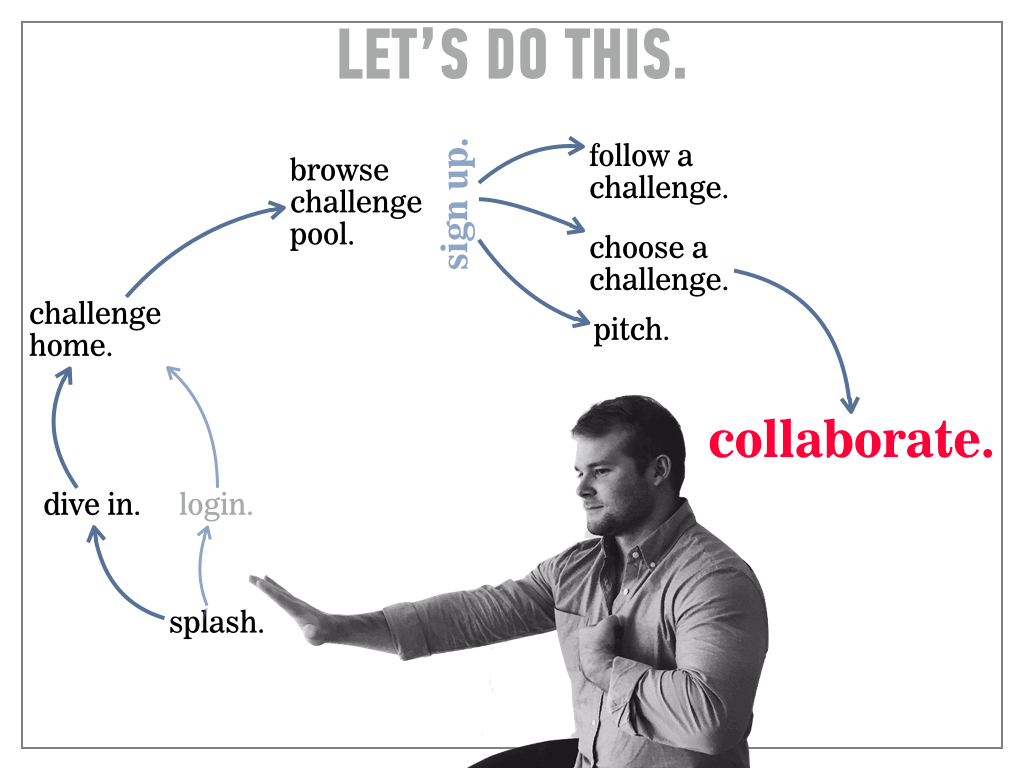 LET'S DO THIS.
browse
challenge
pool.
sign up.
follow a
challenge.
choose a
challenge.
pitch.
challenge
home.
collaborate.
dive in.
login.
splash.